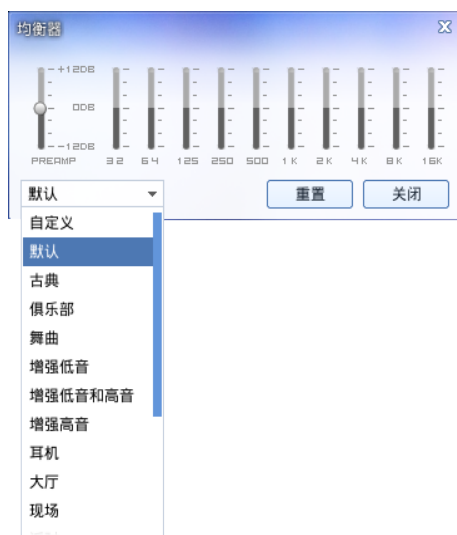 均衡器
+12DB
0DB
-12DB
PREAMP 32 64 125 250 500 1K 2K 4K 8K 16K
默认 重置 关闭
自定义
默认
古典
俱乐部
舞曲
增强低音
增强低音和高音
增强高音
耳机
大厅
现场